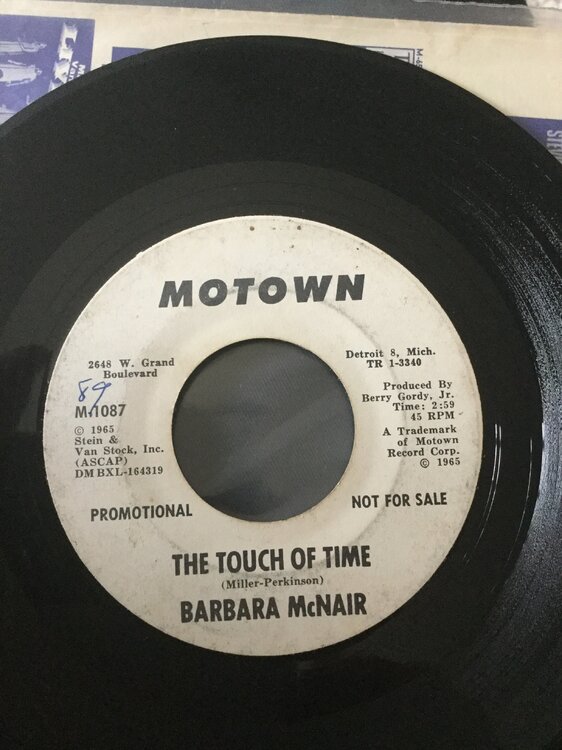 MOTOWN
2648 W. Grand
Boulevard
Detroit 8, Mich.
TR 1-3340
89
M-1087
© 1965
Stein &
Van Stock, Inc.
(ASCAP)
DM BXL-164319
Produced By
Berry Gordy, Jr.
Time: 2:59
45 RPM
A Trademark
of Motown
Record Corp.
© 1965
PROMOTIONAL
NOT FOR SALE
THE TOUCH OF TIME
(Miller-Perkinson)
BARBARA McNAIR